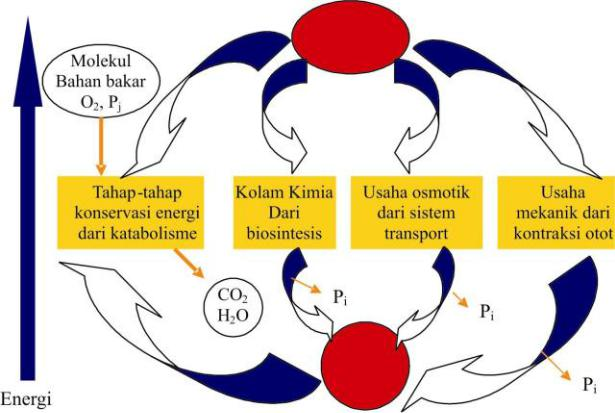 Molekul
Bahan bakar
O₂, Pⱼ
Tahap-tahap
konservasi energi
dari katabolisme
Kolam Kimia
Dari
biosintesis
Usaha osmotik
dari sistem
transport
Usaha
mekanik dari
kontraksi otot
CO₂
H₂O
Pᵢ
Pᵢ
Pᵢ
Energi